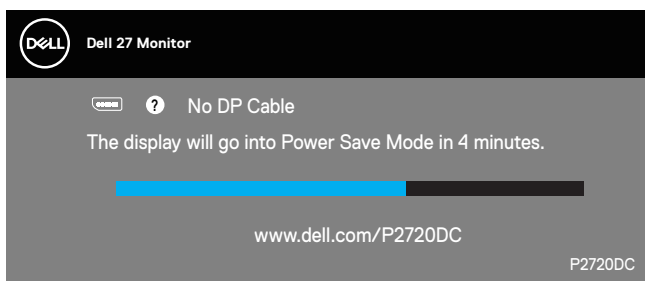 DELL
Dell 27 Monitor
? No DP Cable
The display will go into Power Save Mode in 4 minutes.
www.dell.com/P2720DC
P2720DC